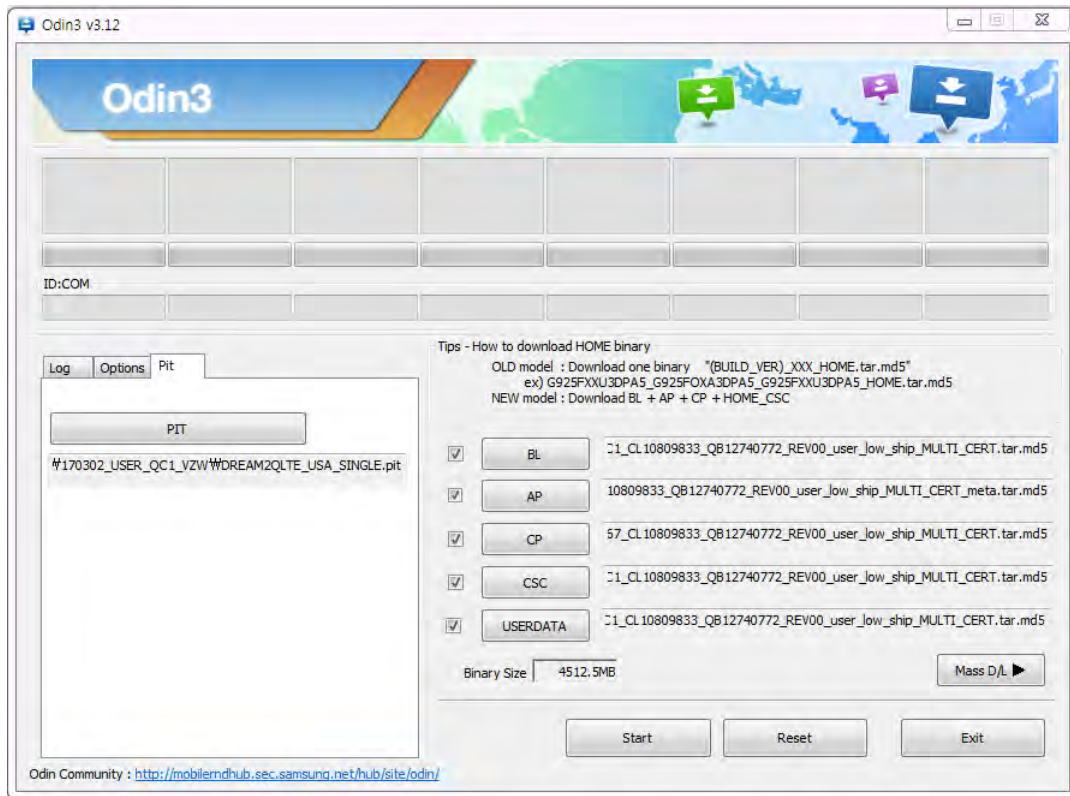 Odin3 v3.12
Odin3
ID:COM
Log Options Pit
PIT
₩170302_USER_QC1_VZW₩DREAM2QLTE_USA_SINGLE.pit
Tips - How to download HOME binary
OLD model : Download one binary "(BUILD_VER)_XXX_HOME.tar.md5"
ex) G925FXXU3DPA5_G925FOXA3DPA5_G925FXXU3DPA5_HOME.tar.md5
NEW model : Download BL + AP + CP + HOME_CSC
BL C1_CL10809833_QB12740772_REV00_user_low_ship_MULTI_CERT.tar.md5
AP 10809833_QB12740772_REV00_user_low_ship_MULTI_CERT_meta.tar.md5
CP 57_CL10809833_QB12740772_REV00_user_low_ship_MULTI_CERT.tar.md5
CSC C1_CL10809833_QB12740772_REV00_user_low_ship_MULTI_CERT.tar.md5
USERDATA C1_CL10809833_QB12740772_REV00_user_low_ship_MULTI_CERT.tar.md5
Binary Size 4512.5MB
Mass D/L ▶
Start Reset Exit
Odin Community : http://mobilerndhub.sec.samsung.net/hub/site/odin/